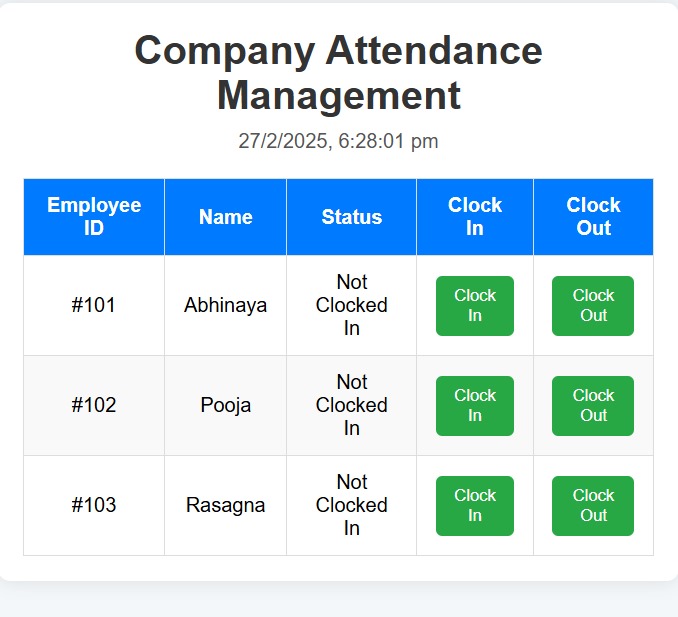 Company Attendance
Management
27/2/2025, 6:28:01 pm
Employee ID Name Status Clock In Clock Out
#101 Abhinaya Not Clocked In Clock In Clock Out
#102 Pooja Not Clocked In Clock In Clock Out
#103 Rasagna Not Clocked In Clock In Clock Out